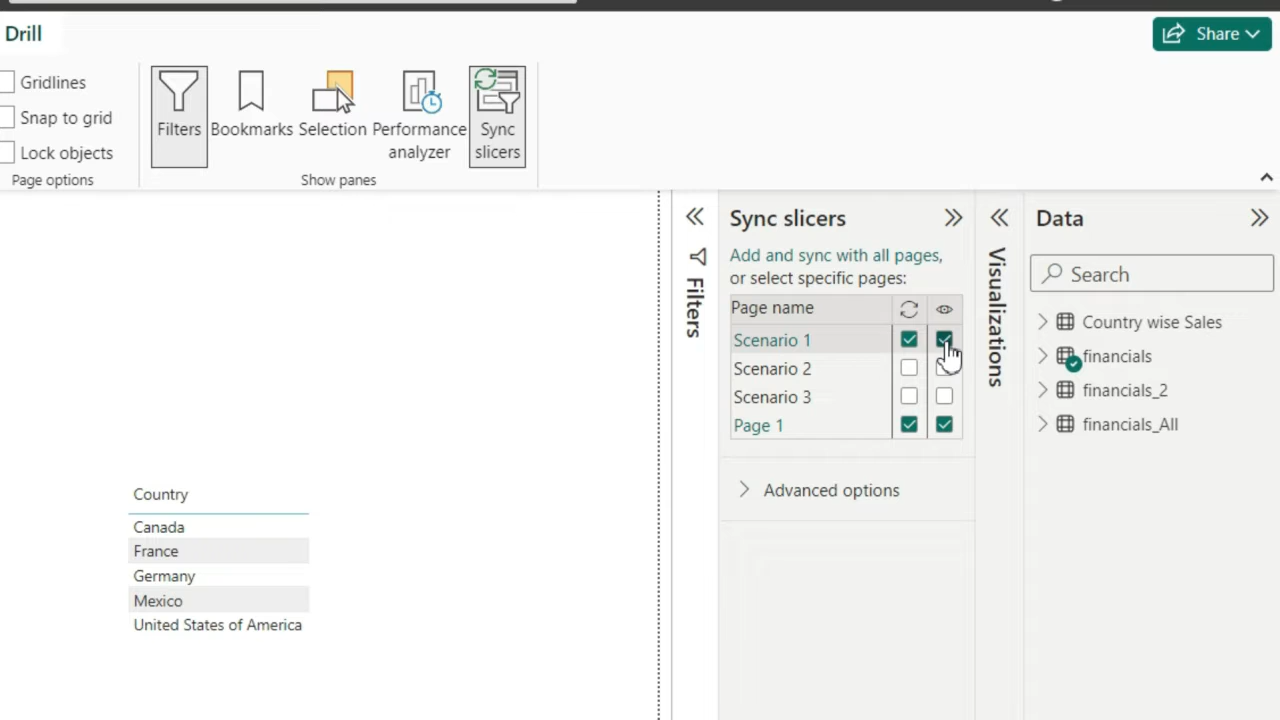 Drill
Share
Gridlines
Snap to grid
Lock objects
Page options
Filters
Bookmarks
Selection
Performance
analyzer
Sync
slicers
Show panes
Filters
Sync slicers
Add and sync with all pages,
or select specific pages:
Page name
Scenario 1
Scenario 2
Scenario 3
Page 1
Advanced options
Visualizations
Data
Search
Country wise Sales
financials
financials_2
financials_All
Country
Canada
France
Germany
Mexico
United States of America